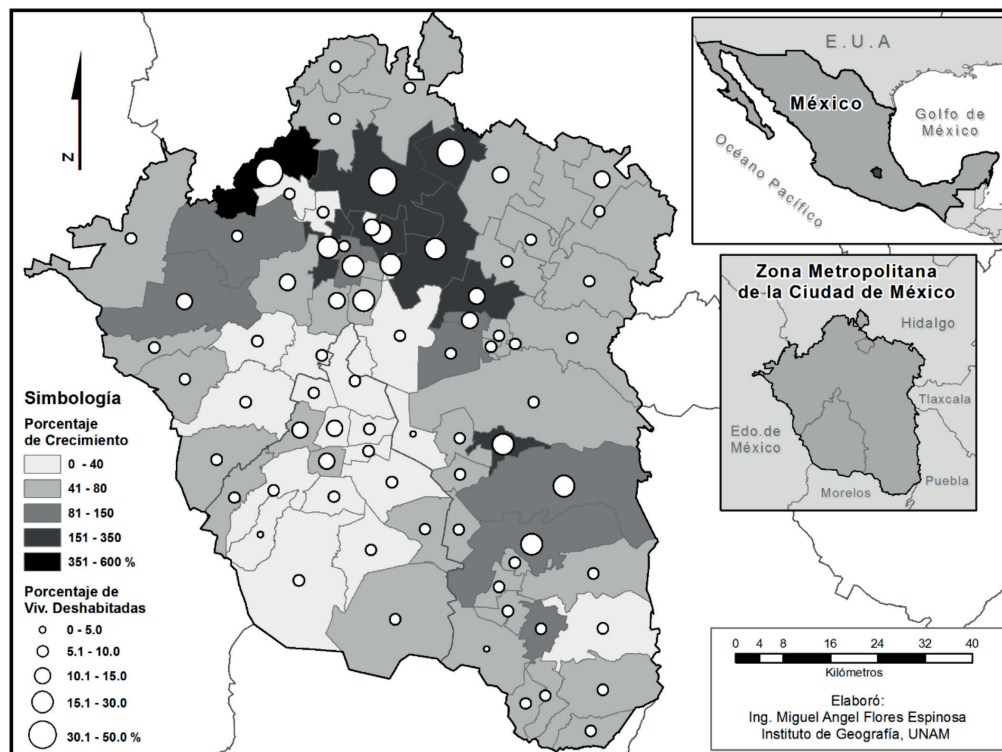 N
Simbología
Porcentaje
de Crecimiento
0 - 40
41 - 80
81 - 150
151 - 350
351 - 600 %
Porcentaje de
Viv. Deshabitadas
0 - 5.0
5.1 - 10.0
10.1 - 15.0
15.1 - 30.0
30.1 - 50.0 %
E. U. A
México
Golfo de
México
Océano Pacífico
Zona Metropolitana
de la Ciudad de México
Hidalgo
Tlaxcala
Edo. de
México
Puebla
Morelos
0 4 8 16 24 32 40
Kilómetros
Elaboró:
Ing. Miguel Angel Flores Espinosa
Instituto de Geografía, UNAM